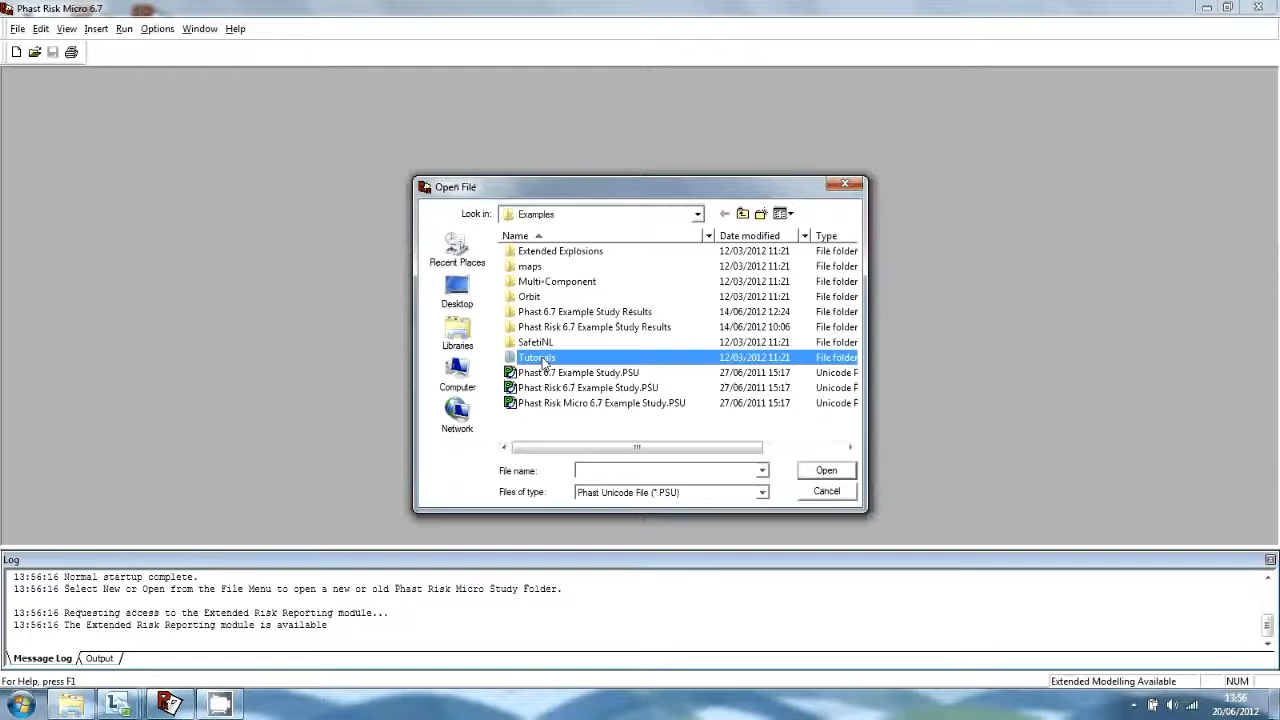 Phast Risk Micro 6.7
File Edit View Insert Run Options Window Help
Open File
Look in: Examples
Name Date modified Type
Recent Places
Desktop
Libraries
Computer
Network
Extended Explosions 12/03/2012 11:21 File folder
maps 12/03/2012 11:21 File folder
Multi-Component 12/03/2012 11:21 File folder
Orbit 12/03/2012 11:21 File folder
Phast 6.7 Example Study Results 14/06/2012 12:24 File folder
Phast Risk 6.7 Example Study Results 14/06/2012 10:06 File folder
SafetiNL 12/03/2012 11:21 File folder
Tutorials 12/03/2012 11:21 File folder
Phast 6.7 Example Study.PSU 27/06/2011 15:17 Unicode F
Phast Risk 6.7 Example Study.PSU 27/06/2011 15:17 Unicode F
Phast Risk Micro 6.7 Example Study.PSU 27/06/2011 15:17 Unicode F
File name: Open
Files of type: Phast Unicode File (*.PSU) Cancel
Log
13:56:16 Normal startup complete.
13:56:16 Select New or Open from the File Menu to open a new or old Phast Risk Micro Study Folder.
13:56:16 Requesting access to the Extended Risk Reporting module...
13:56:16 The Extended Risk Reporting module is available
Message Log Output
For Help, press F1 Extended Modelling Available NUM
13:56
20/06/2012